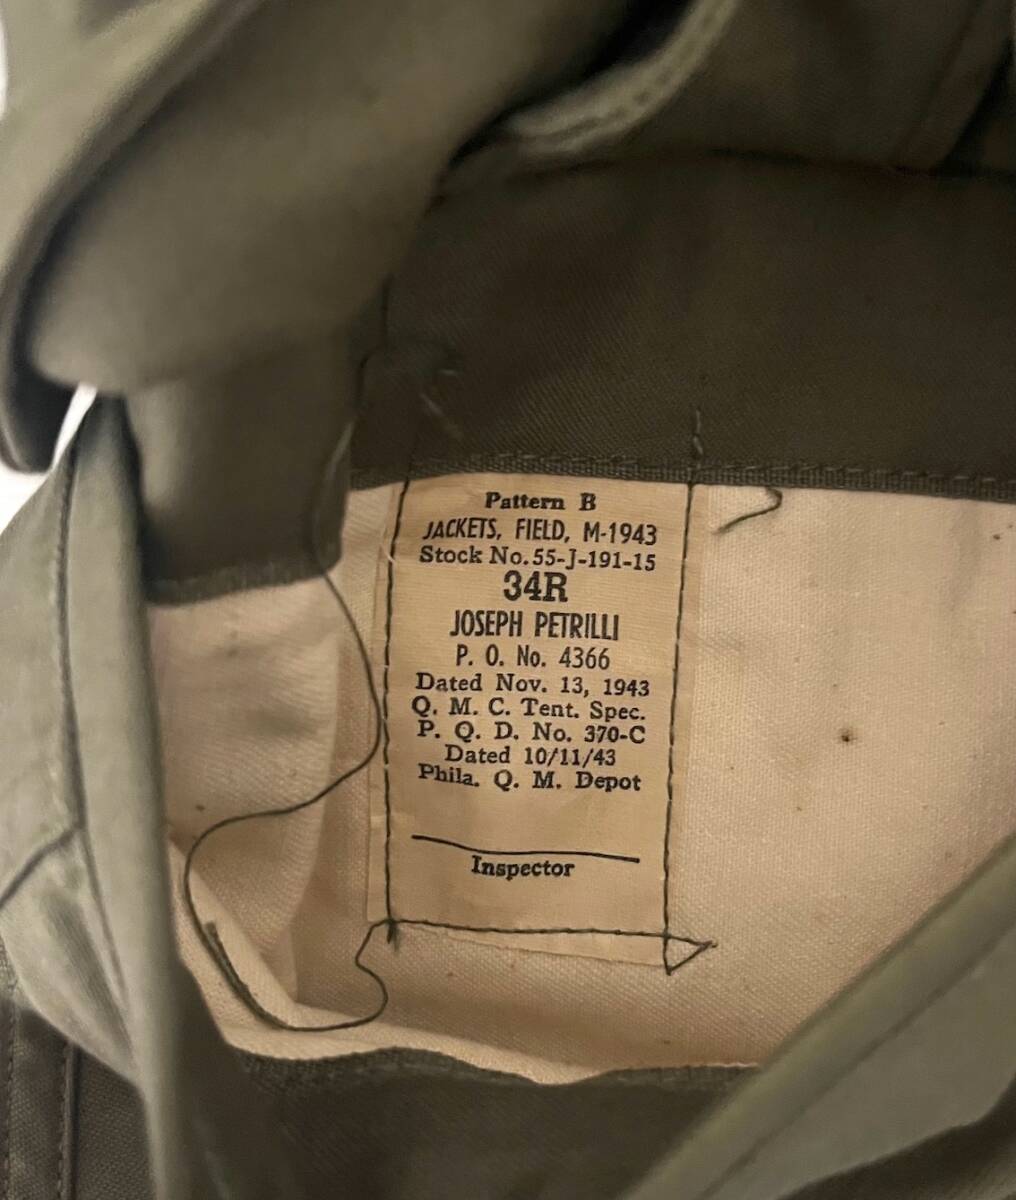 Pattern B
JACKETS, FIELD, M-1943
Stock No. 55-J-191-15
34R
JOSEPH PETRILLI
P. O. No. 4366
Dated Nov. 13, 1943
Q. M. C. Tent. Spec.
P. Q. D. No. 370-C
Dated 10/11/43
Phila. Q. M. Depot
Inspector